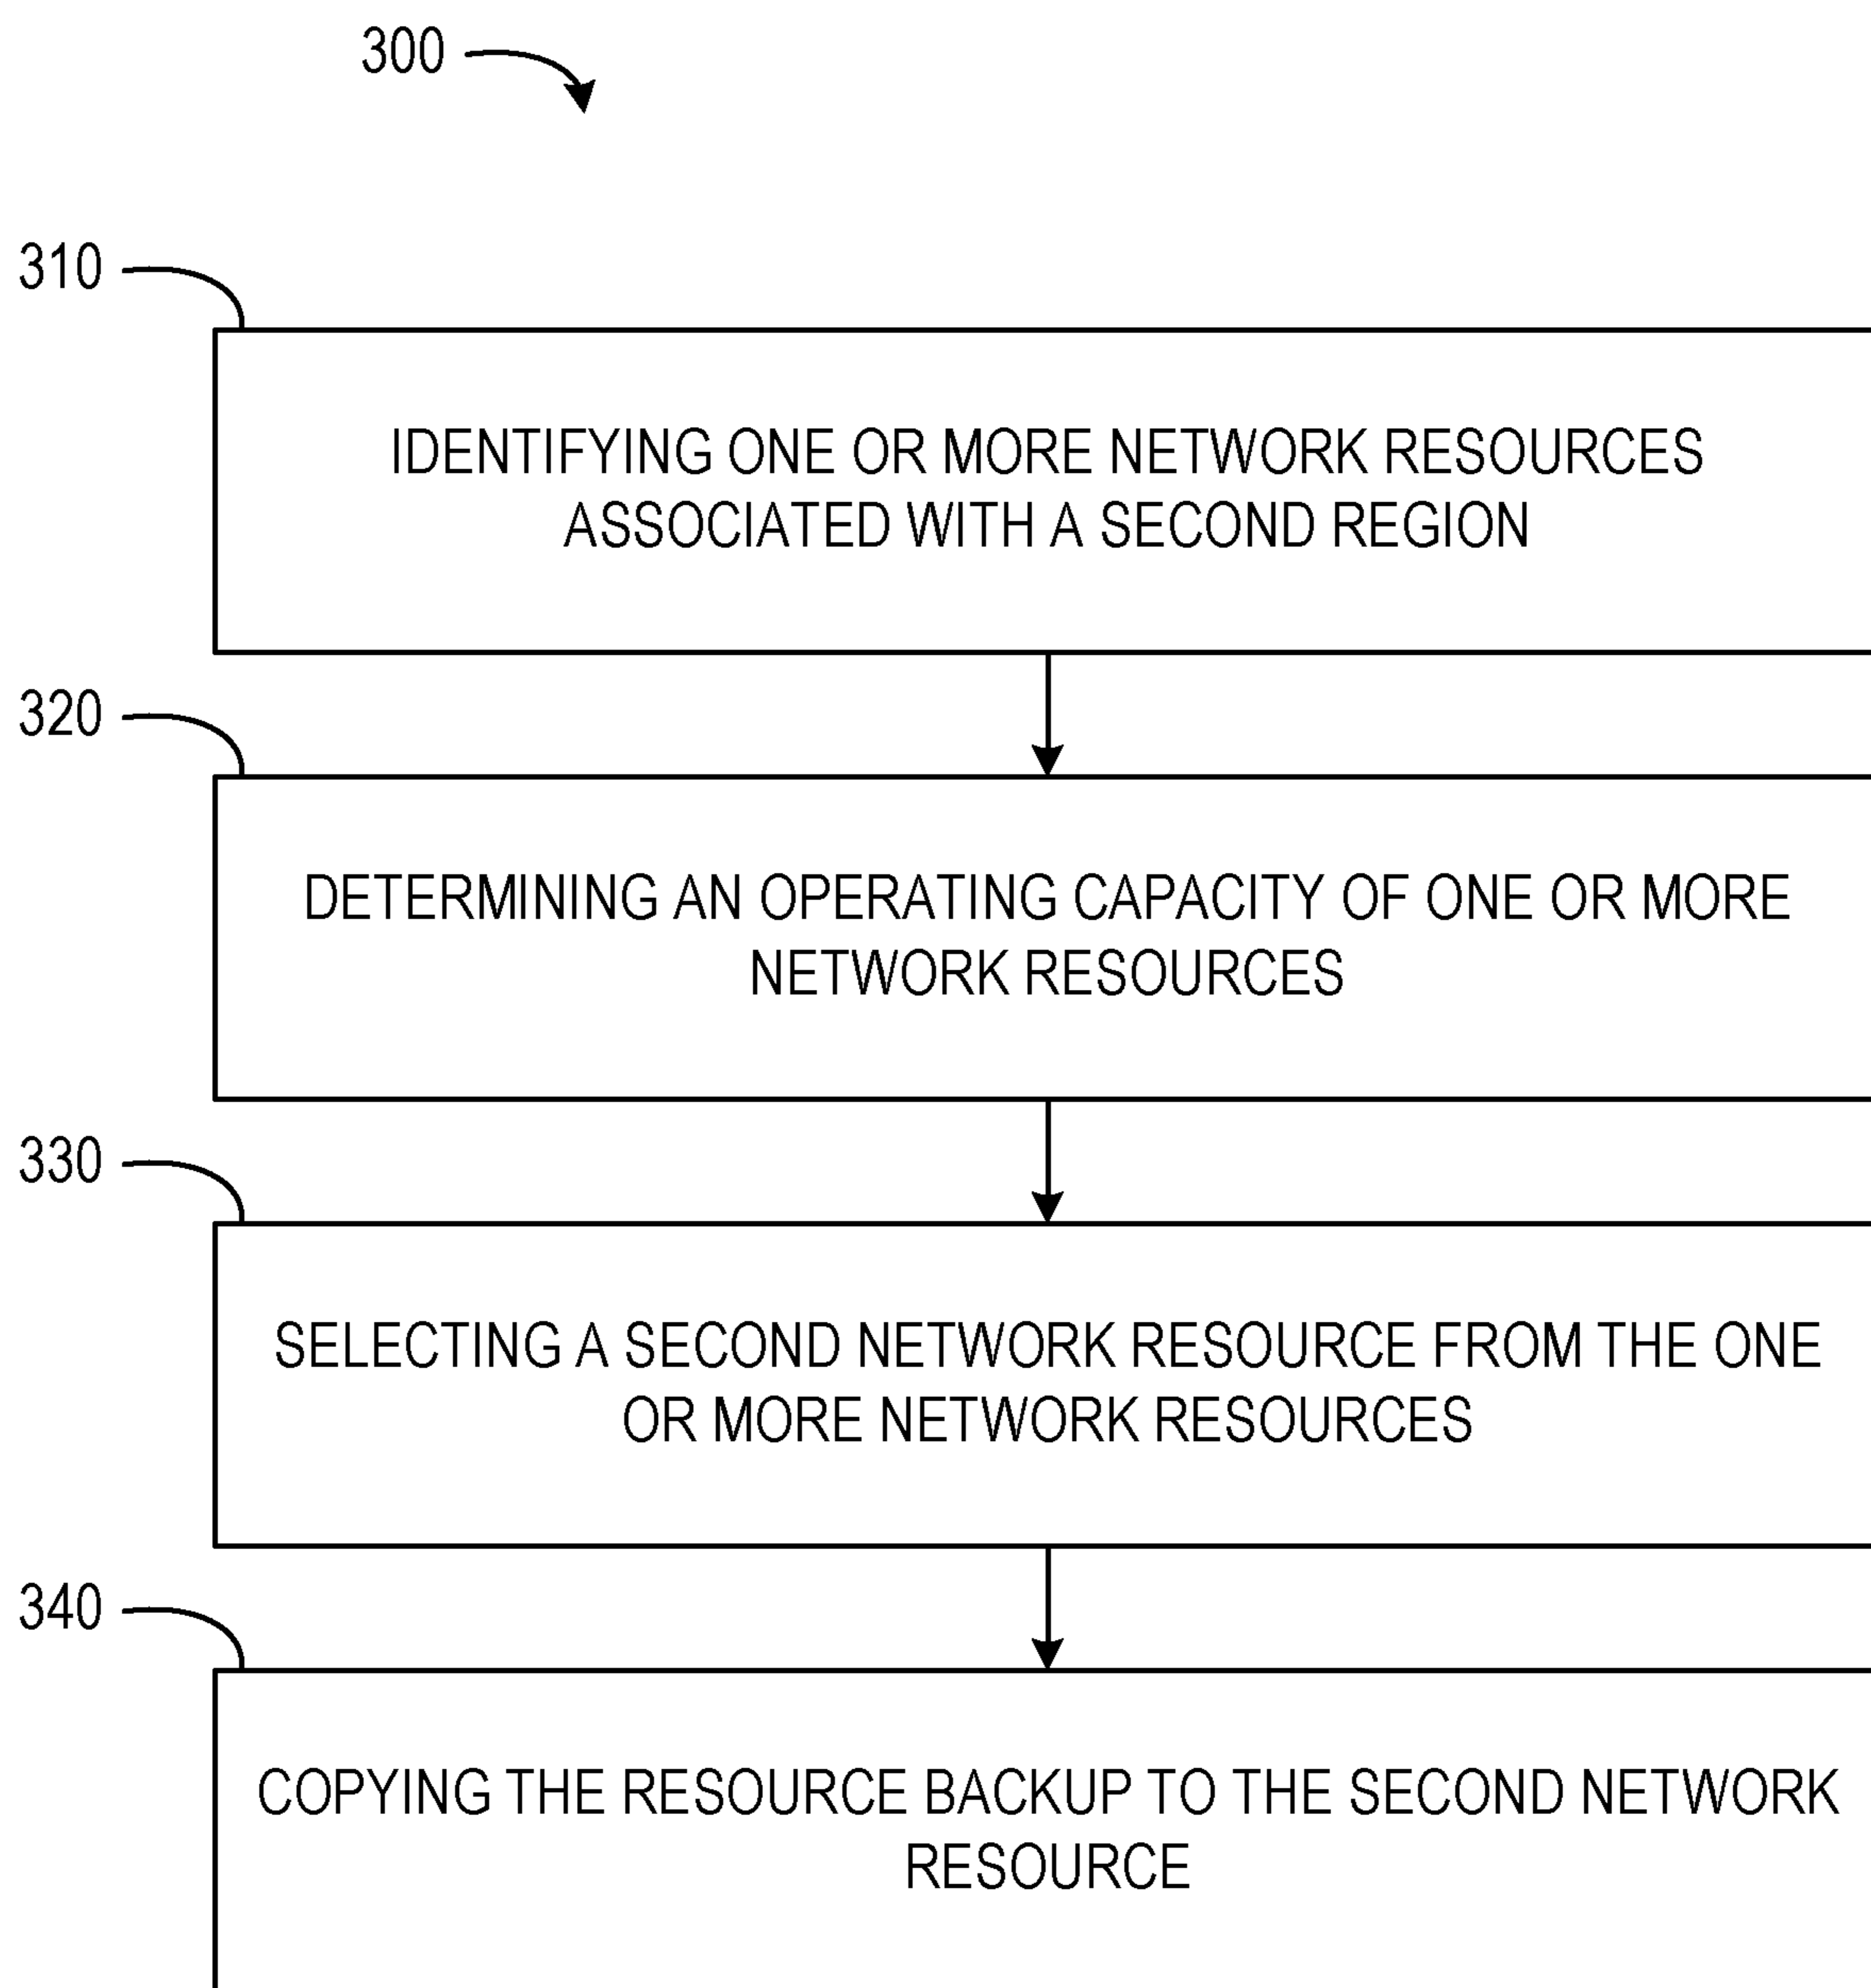 300
310
IDENTIFYING ONE OR MORE NETWORK RESOURCES
ASSOCIATED WITH A SECOND REGION
320
DETERMINING AN OPERATING CAPACITY OF ONE OR MORE
NETWORK RESOURCES
330
SELECTING A SECOND NETWORK RESOURCE FROM THE ONE
OR MORE NETWORK RESOURCES
340
COPYING THE RESOURCE BACKUP TO THE SECOND NETWORK
RESOURCE